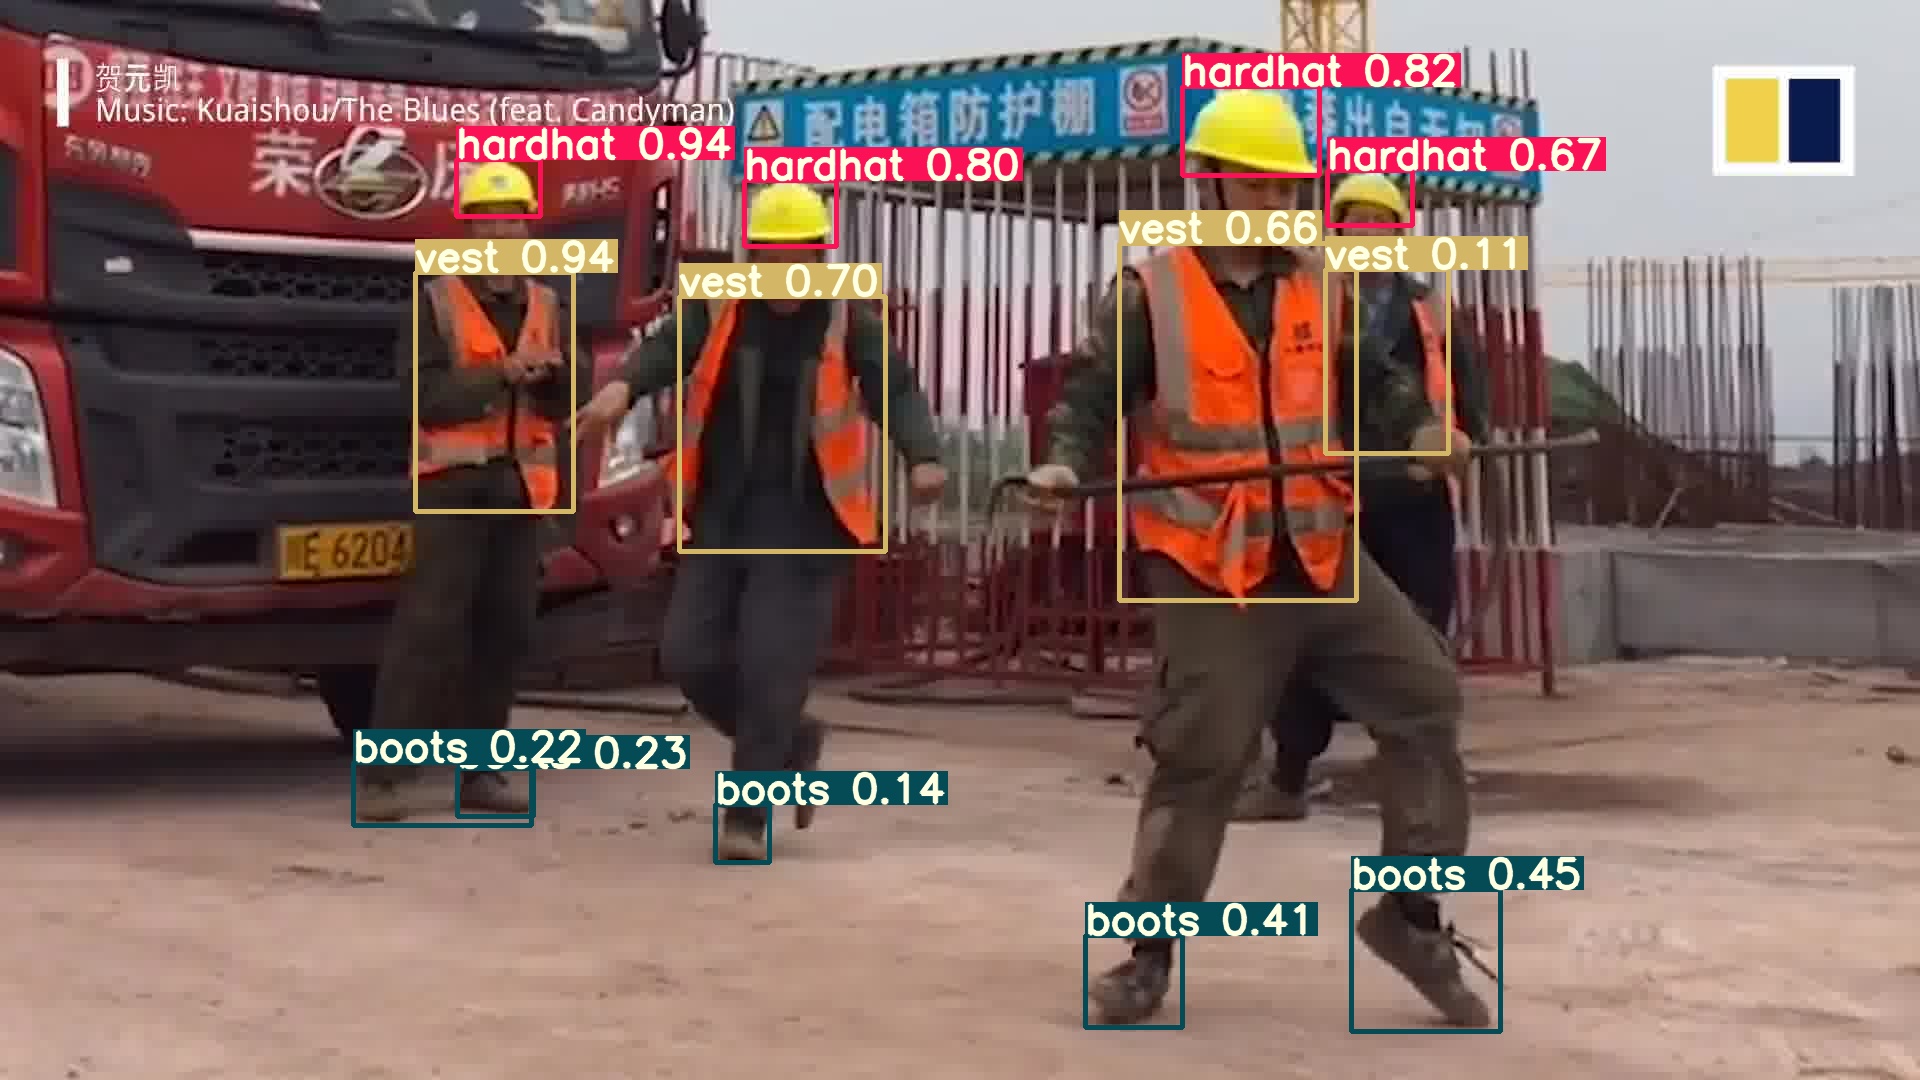 贺元凯
Music: Kuaishou/The Blues (feat. Candyman)
配电箱防护棚
hardhat 0.82
hardhat 0.94
hardhat 0.80
hardhat 0.67
荣
vest 0.94
vest 0.70
vest 0.66
vest 0.11
E 6204
boots 0.22
0.23
boots 0.14
boots 0.45
boots 0.41